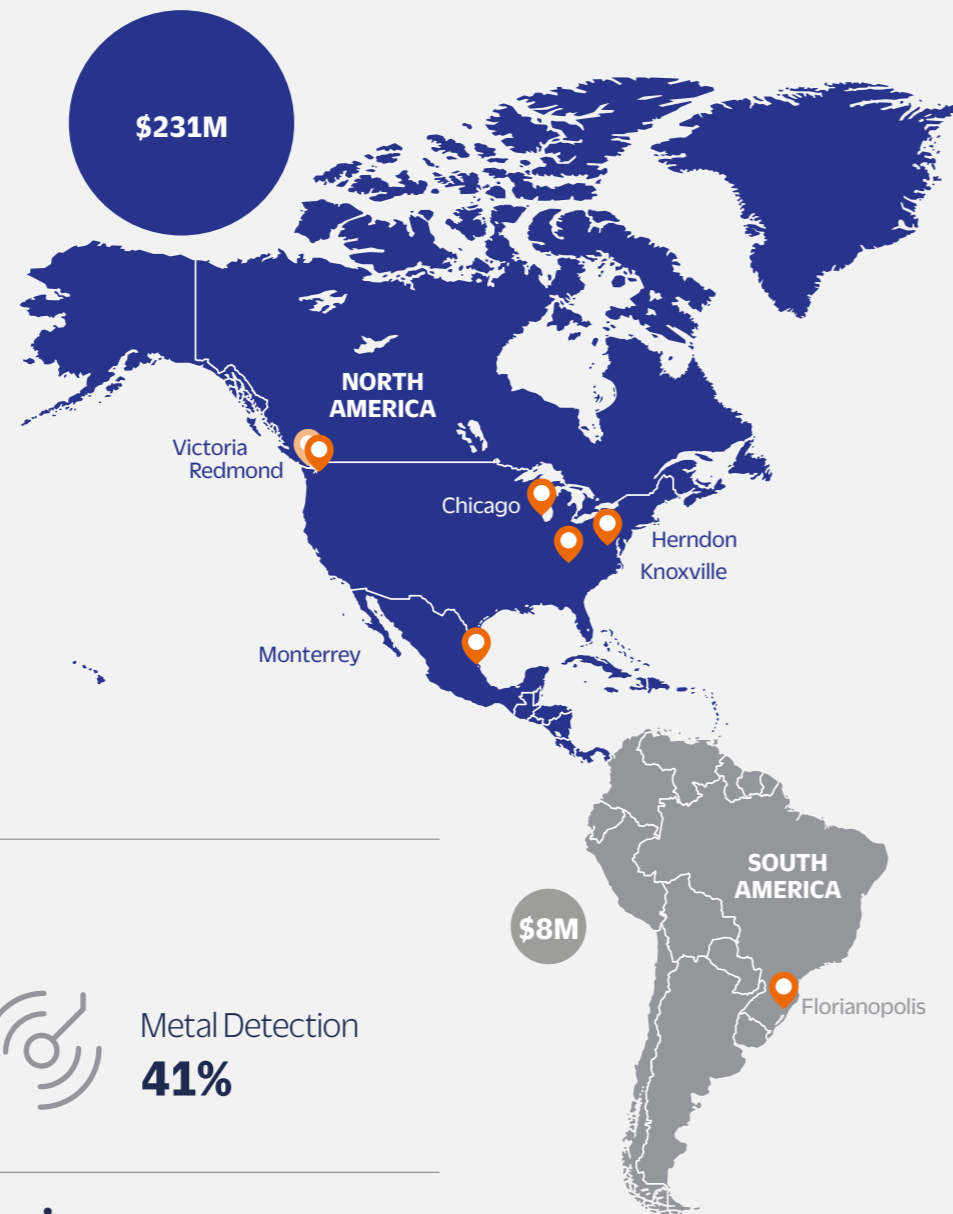 $231M
NORTH
AMERICA
Victoria
Redmond
Chicago
Herndon
Knoxville
Monterrey
SOUTH
AMERICA
$8M
Florianopolis
Metal Detection
41%